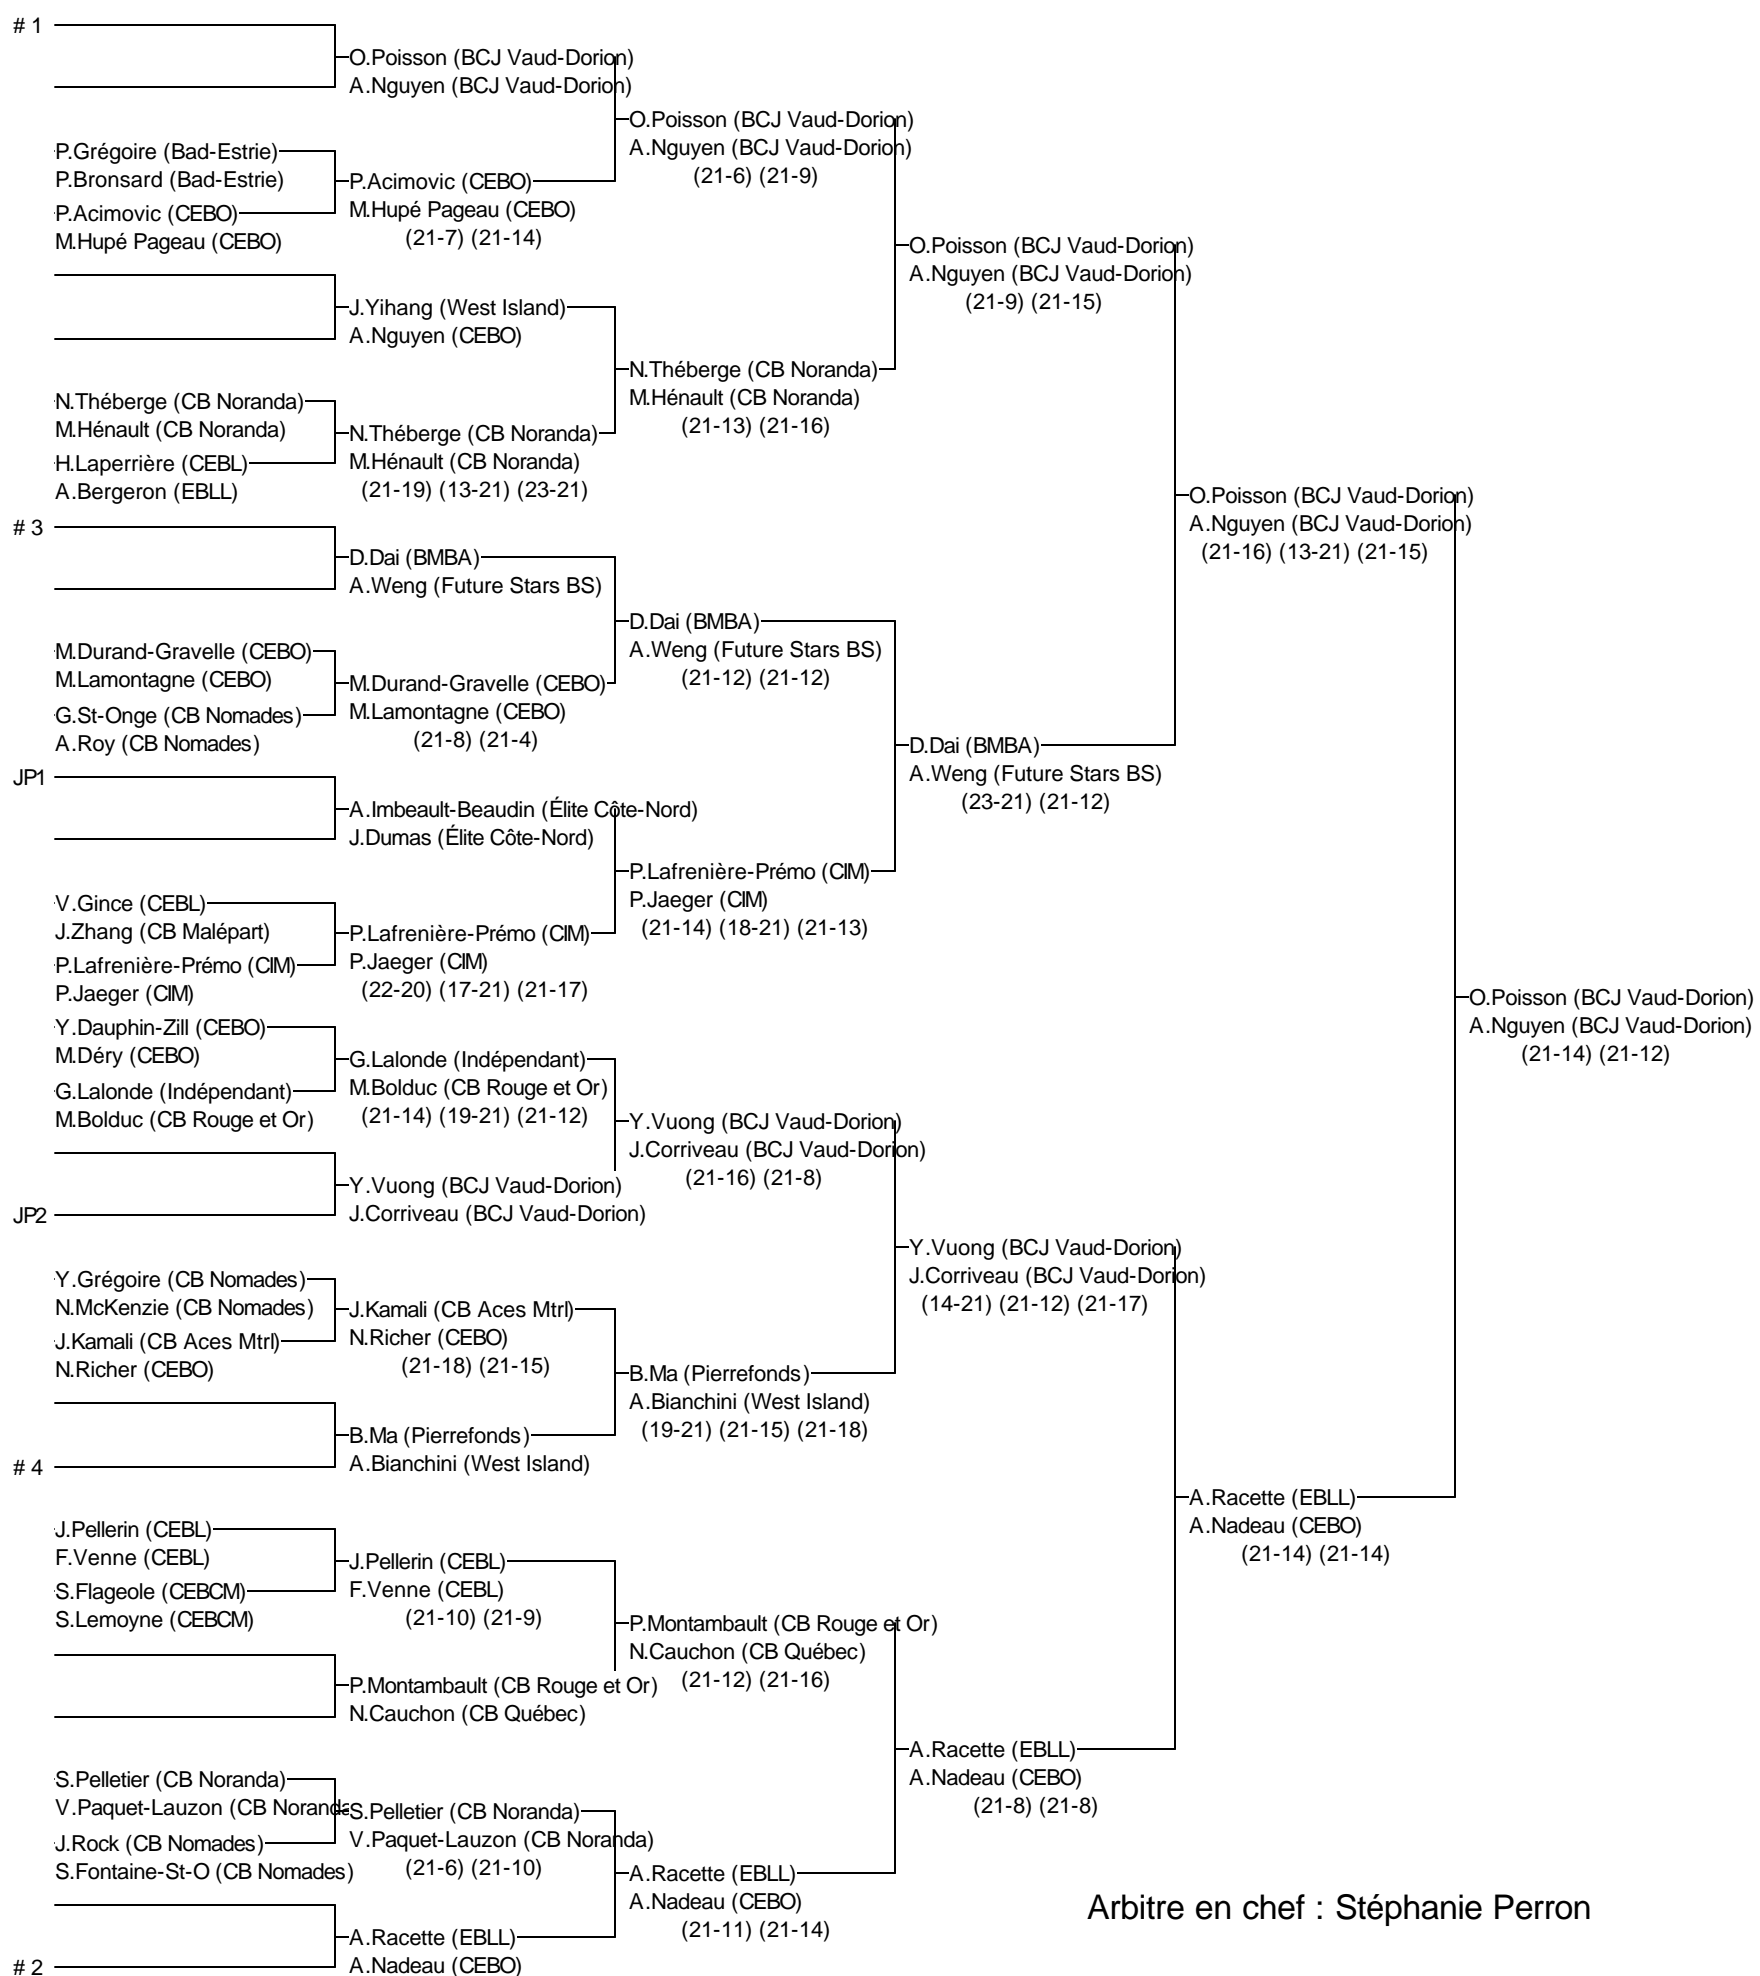 # 1
O.Poisson (BCJ Vaud-Dorion)
A.Nguyen (BCJ Vaud-Dorion)
O.Poisson (BCJ Vaud-Dorion)
A.Nguyen (BCJ Vaud-Dorion)
(21-6) (21-9)
P.Grégoire (Bad-Estrie)
P.Bronsard (Bad-Estrie)
P.Acimovic (CEBO)
M.Hupé Pageau (CEBO)
(21-7) (21-14)
P.Acimovic (CEBO)
M.Hupé Pageau (CEBO)
O.Poisson (BCJ Vaud-Dorion)
A.Nguyen (BCJ Vaud-Dorion)
(21-9) (21-15)
J.Yihang (West Island)
A.Nguyen (CEBO)
N.Théberge (CB Noranda)
M.Hénault (CB Noranda)
(21-13) (21-16)
N.Théberge (CB Noranda)
M.Hénault (CB Noranda)
N.Théberge (CB Noranda)
M.Hénault (CB Noranda)
(21-19) (13-21) (23-21)
H.Laperrière (CEBL)
A.Bergeron (EBLL)
O.Poisson (BCJ Vaud-Dorion)
A.Nguyen (BCJ Vaud-Dorion)
(21-16) (13-21) (21-15)
# 3
D.Dai (BMBA)
A.Weng (Future Stars BS)
D.Dai (BMBA)
A.Weng (Future Stars BS)
(21-12) (21-12)
M.Durand-Gravelle (CEBO)
M.Lamontagne (CEBO)
M.Durand-Gravelle (CEBO)
M.Lamontagne (CEBO)
(21-8) (21-4)
G.St-Onge (CB Nomades)
A.Roy (CB Nomades)
D.Dai (BMBA)
A.Weng (Future Stars BS)
(23-21) (21-12)
JP1
A.Imbeault-Beaudin (Élite Côte-Nord)
J.Dumas (Élite Côte-Nord)
P.Lafrenière-Prémo (CIM)
P.Jaeger (CIM)
(21-14) (18-21) (21-13)
V.Gince (CEBL)
J.Zhang (CB Malépart)
P.Lafrenière-Prémo (CIM)
P.Jaeger (CIM)
(22-20) (17-21) (21-17)
P.Lafrenière-Prémo (CIM)
P.Jaeger (CIM)
O.Poisson (BCJ Vaud-Dorion)
A.Nguyen (BCJ Vaud-Dorion)
(21-14) (21-12)
Y.Dauphin-Zill (CEBO)
M.Déry (CEBO)
G.Lalonde (Indépendant)
M.Bolduc (CB Rouge et Or)
(21-14) (19-21) (21-12)
G.Lalonde (Indépendant)
M.Bolduc (CB Rouge et Or)
Y.Vuong (BCJ Vaud-Dorion)
J.Corriveau (BCJ Vaud-Dorion)
(21-16) (21-8)
Y.Vuong (BCJ Vaud-Dorion)
J.Corriveau (BCJ Vaud-Dorion)
JP2
Y.Vuong (BCJ Vaud-Dorion)
J.Corriveau (BCJ Vaud-Dorion)
(14-21) (21-12) (21-17)
Y.Grégoire (CB Nomades)
N.McKenzie (CB Nomades)
J.Kamali (CB Aces Mtrl)
N.Richer (CEBO)
(21-18) (21-15)
J.Kamali (CB Aces Mtrl)
N.Richer (CEBO)
B.Ma (Pierrefonds)
A.Bianchini (West Island)
(19-21) (21-15) (21-18)
B.Ma (Pierrefonds)
A.Bianchini (West Island)
# 4
A.Racette (EBLL)
A.Nadeau (CEBO)
(21-14) (21-14)
J.Pellerin (CEBL)
F.Venne (CEBL)
J.Pellerin (CEBL)
F.Venne (CEBL)
(21-10) (21-9)
S.Flageole (CEBCM)
S.Lemoyne (CEBCM)
P.Montambault (CB Rouge et Or)
N.Cauchon (CB Québec)
(21-12) (21-16)
P.Montambault (CB Rouge et Or)
N.Cauchon (CB Québec)
A.Racette (EBLL)
A.Nadeau (CEBO)
(21-8) (21-8)
S.Pelletier (CB Noranda)
V.Paquet-Lauzon (CB Noranda
S.Pelletier (CB Noranda)
V.Paquet-Lauzon (CB Noranda)
(21-6) (21-10)
J.Rock (CB Nomades)
S.Fontaine-St-O (CB Nomades)
A.Racette (EBLL)
A.Nadeau (CEBO)
(21-11) (21-14)
Arbitre en chef : Stéphanie Perron
A.Racette (EBLL)
A.Nadeau (CEBO)
# 2